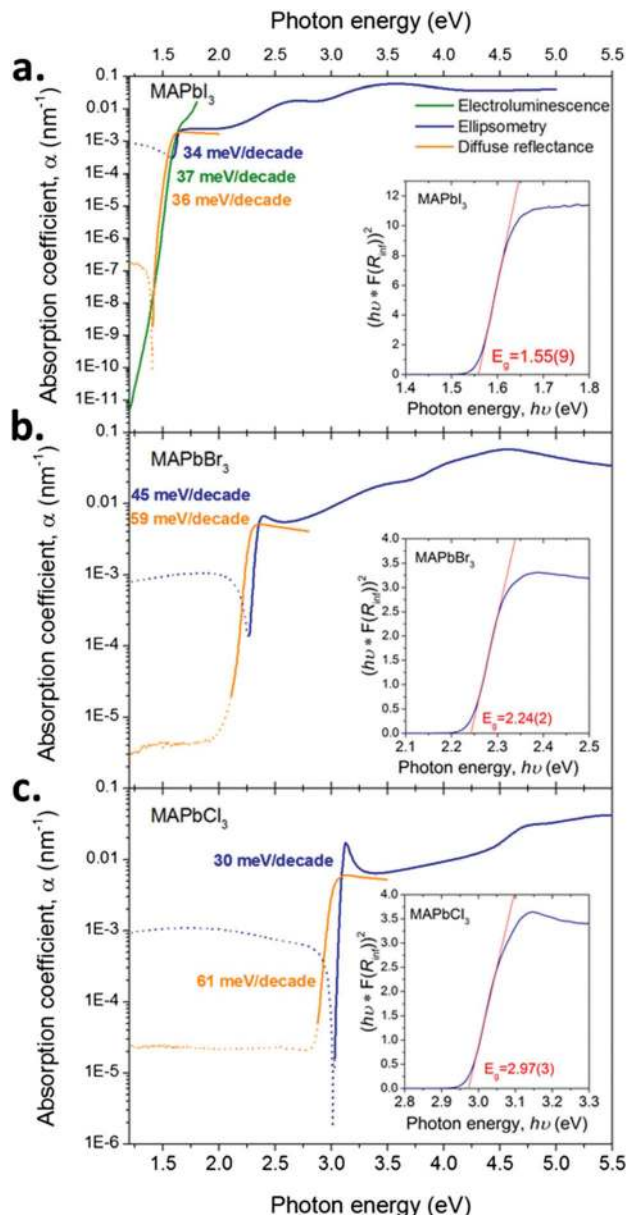 Photon energy (eV)
1.5 2.0 2.5 3.0 3.5 4.0 4.5 5.0 5.5
a.
MAPbI3
Electroluminescence
Ellipsometry
Diffuse reflectance
34 meV/decade
37 meV/decade
36 meV/decade
Absorption coefficient, α (nm-1)
0.1
0.01
1E-3
1E-4
1E-5
1E-6
1E-7
1E-8
1E-9
1E-10
1E-11
MAPbI3
(hυ * F(Rinf))2
12
10
8
6
4
2
0
Eg=1.55(9)
1.4 1.5 1.6 1.7 1.8
Photon energy, hυ (eV)
b.
MAPbBr3
45 meV/decade
59 meV/decade
Absorption coefficient, α (nm-1)
0.1
0.01
1E-3
1E-4
1E-5
MAPbBr3
(hυ * F(Rinf))2
4.0
3.5
3.0
2.5
2.0
1.5
1.0
0.5
0.0
Eg=2.24(2)
2.1 2.2 2.3 2.4 2.5
Photon energy, hυ (eV)
c.
MAPbCl3
30 meV/decade
61 meV/decade
Absorption coefficient, α (nm-1)
0.1
0.01
1E-3
1E-4
1E-5
1E-6
MAPbCl3
(hυ * F(Rinf))2
4.0
3.5
3.0
2.5
2.0
1.5
1.0
0.5
0.0
Eg=2.97(3)
2.8 2.9 3.0 3.1 3.2 3.3
Photon energy, hυ (eV)
1.5 2.0 2.5 3.0 3.5 4.0 4.5 5.0 5.5
Photon energy (eV)